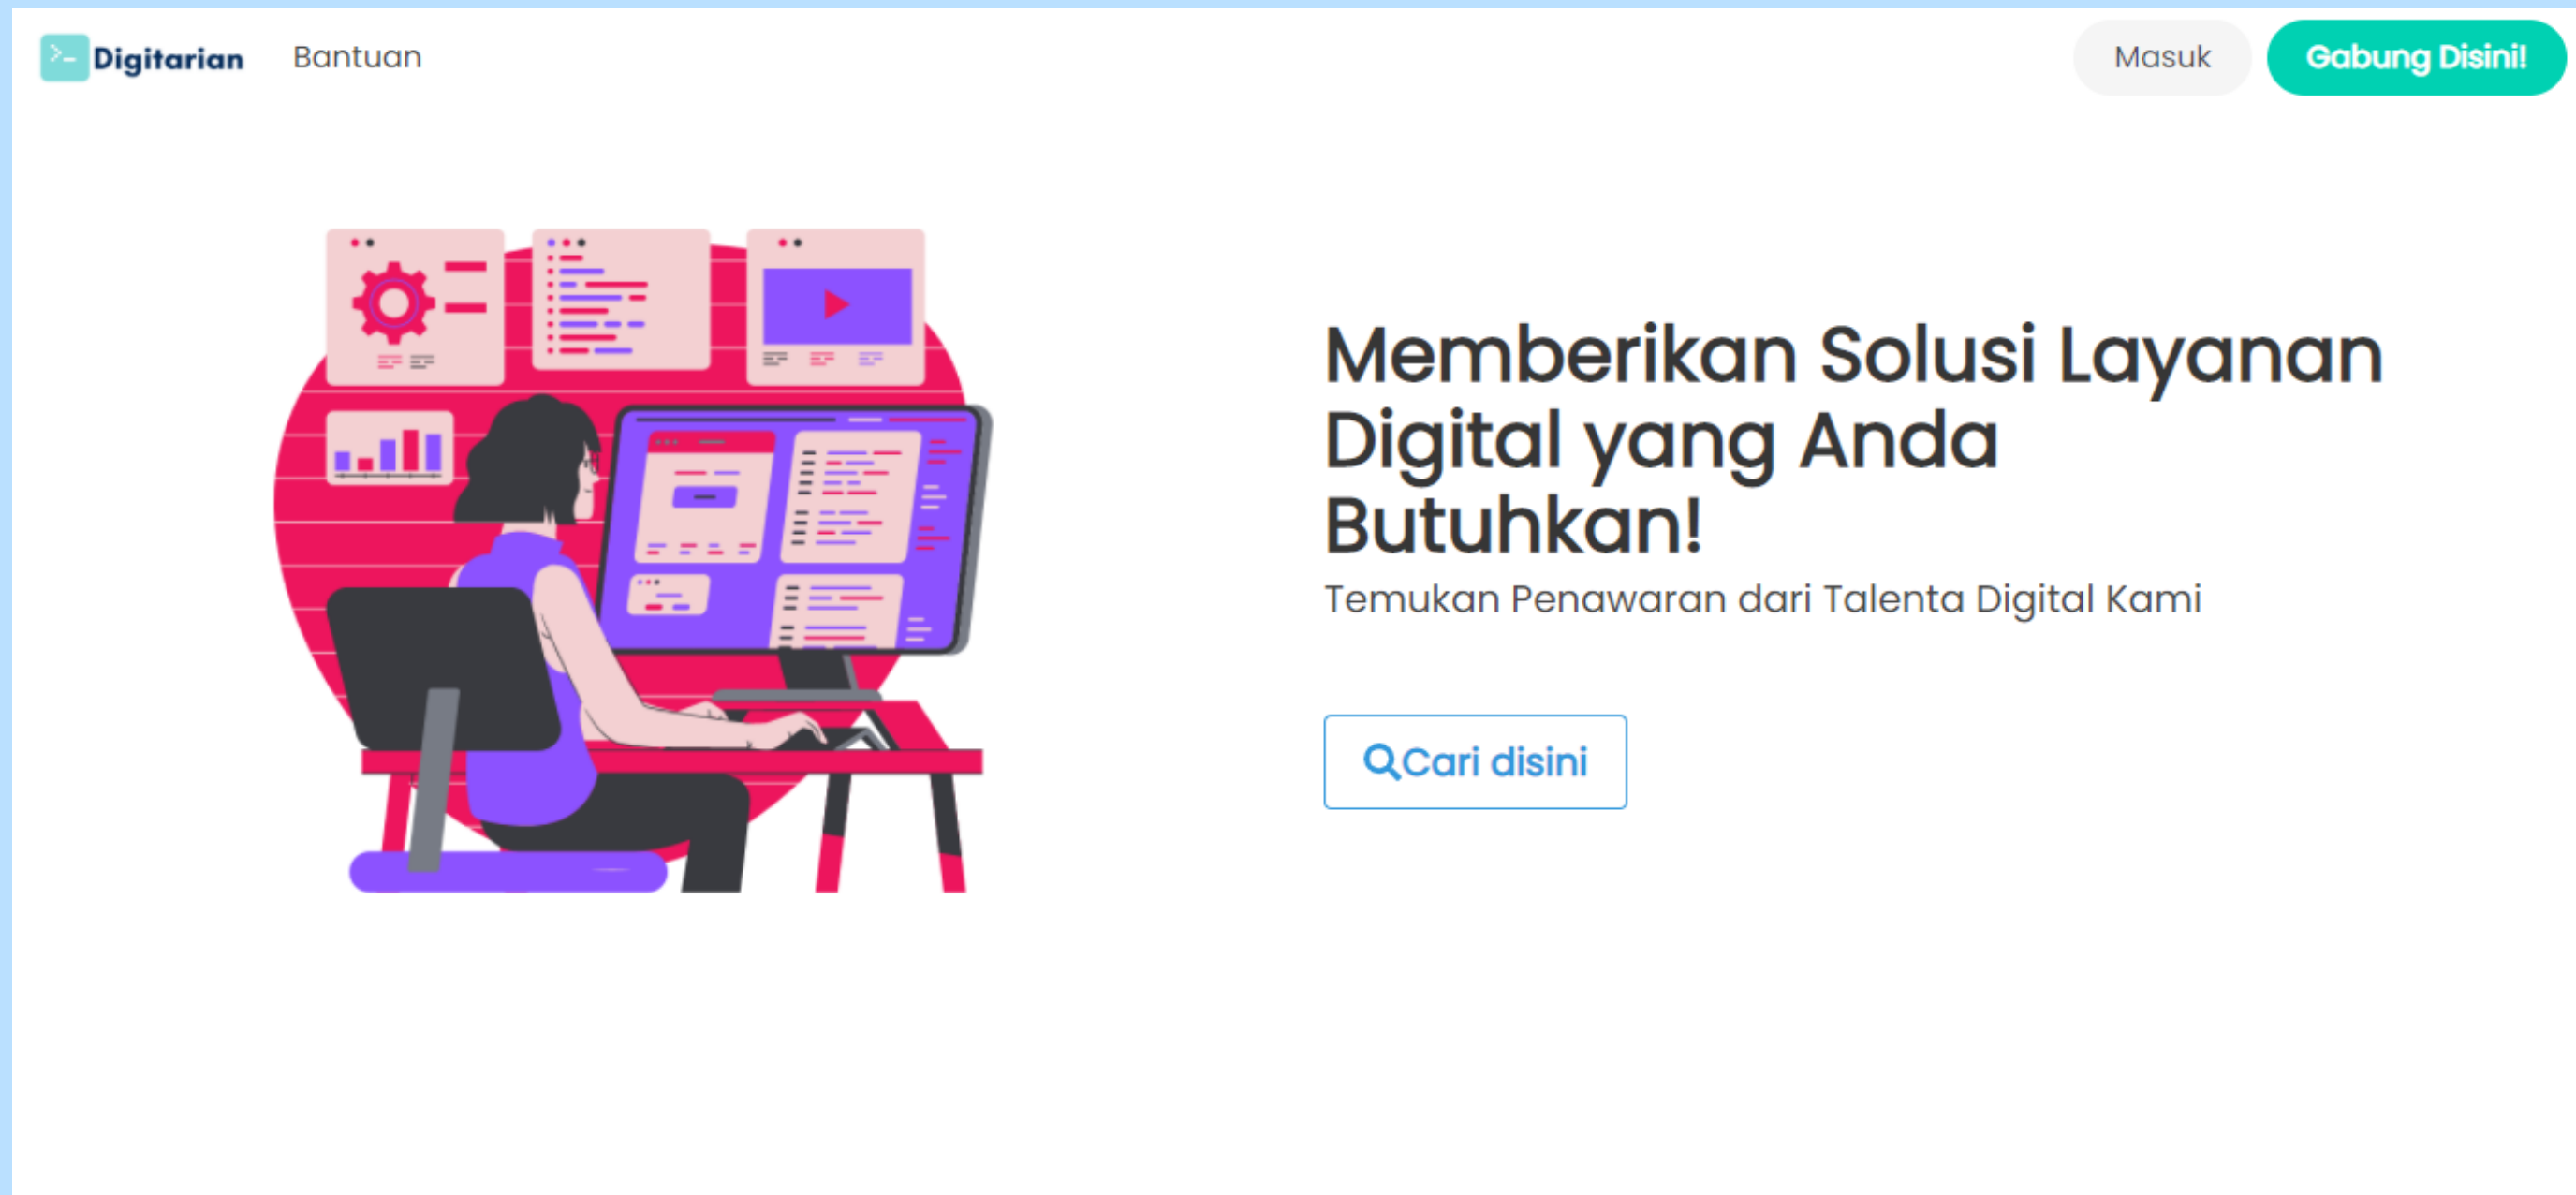 Digitarian
Bantuan
Masuk
Gabung Disini!
Memberikan Solusi Layanan
Digital yang Anda
Butuhkan!
Temukan Penawaran dari Talenta Digital Kami
Cari disini